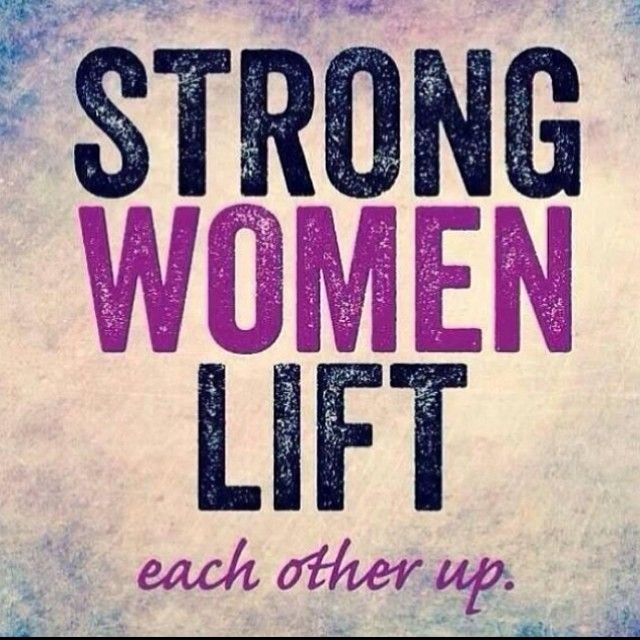 STRONG
WOMEN
LIFT
each other up.